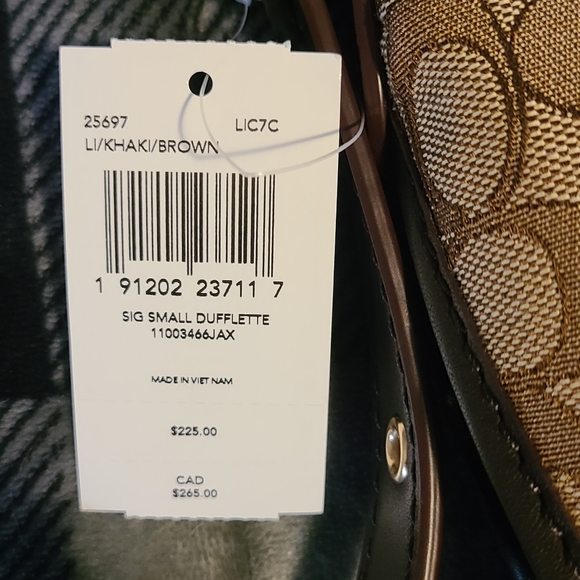 25697 LIC7C
LI/KHAKI/BROWN
1 91202 23711 7
SIG SMALL DUFFLETTE
11003466JAX
MADE IN VIET NAM
$225.00
CAD
$265.00